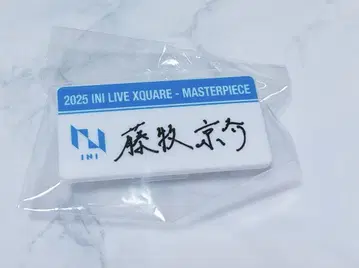 2025 INI LIVE XQUARE - MASTERPIECE
藤牧京介
INI